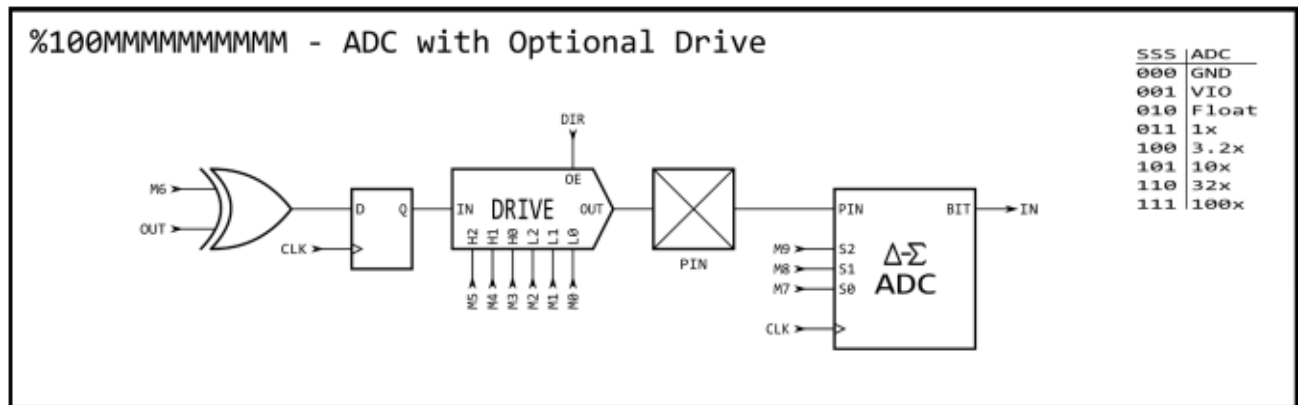 %100MMMMMMMMMM - ADC with Optional Drive
SSS ADC
000 GND
001 VIO
010 Float
011 1x
100 3.2x
101 10x
110 32x
111 100x
DIR
OE
M6
OUT
D Q
CLK
IN DRIVE OUT
H2 H1 H0 L2 L1 L0
M5 M4 M3 M2 M1 M0
PIN
PIN BIT IN
M9 S2
M8 S1
M7 S0
Δ-Σ
ADC
CLK